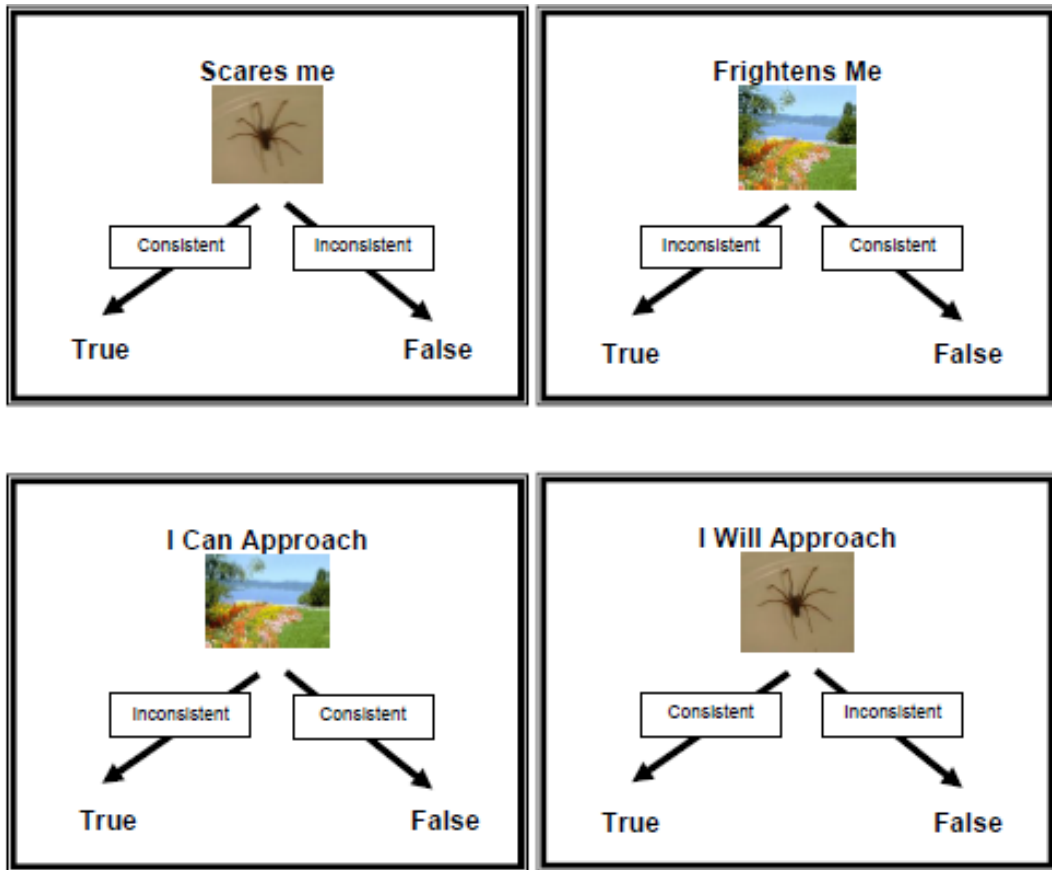 Scares me
Consistent Inconsistent
True False
Frightens Me
Inconsistent Consistent
True False
I Can Approach
Inconsistent Consistent
True False
I Will Approach
Consistent Inconsistent
True False